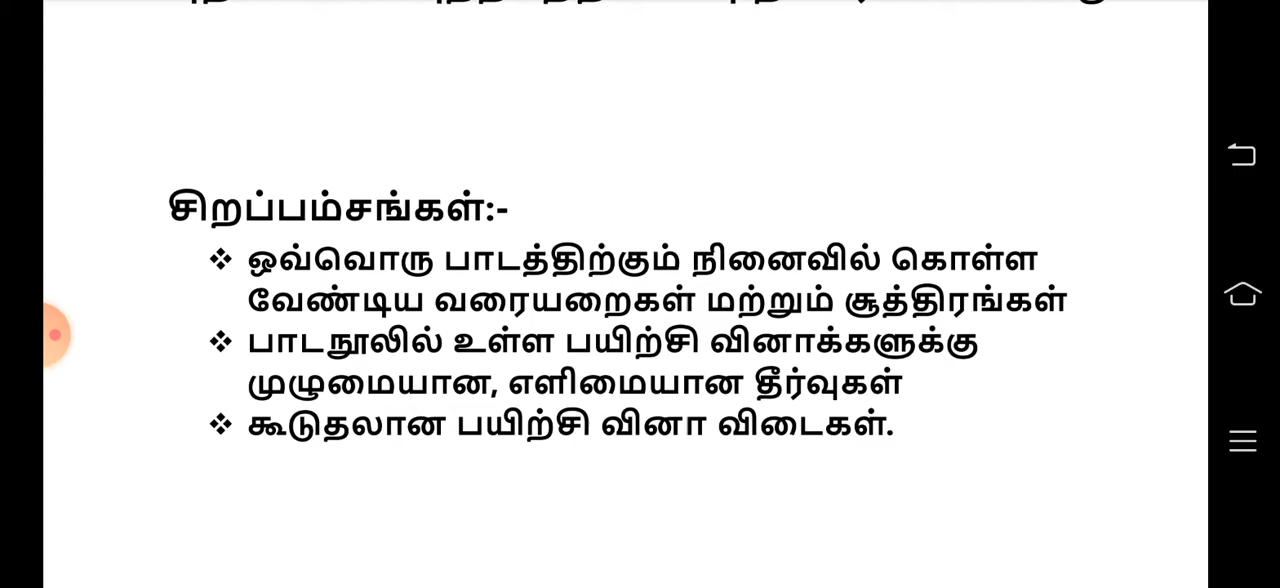 சிறப்பம்சங்கள்:-
❖ ஒவ்வொரு பாடத்திற்கும் நினைவில் கொள்ள
வேண்டிய வரையறைகள் மற்றும் சூத்திரங்கள்
❖ பாடநூலில் உள்ள பயிற்சி வினாக்களுக்கு
முழுமையான, எளிமையான தீர்வுகள்
❖ கூடுதலான பயிற்சி வினா விடைகள்.